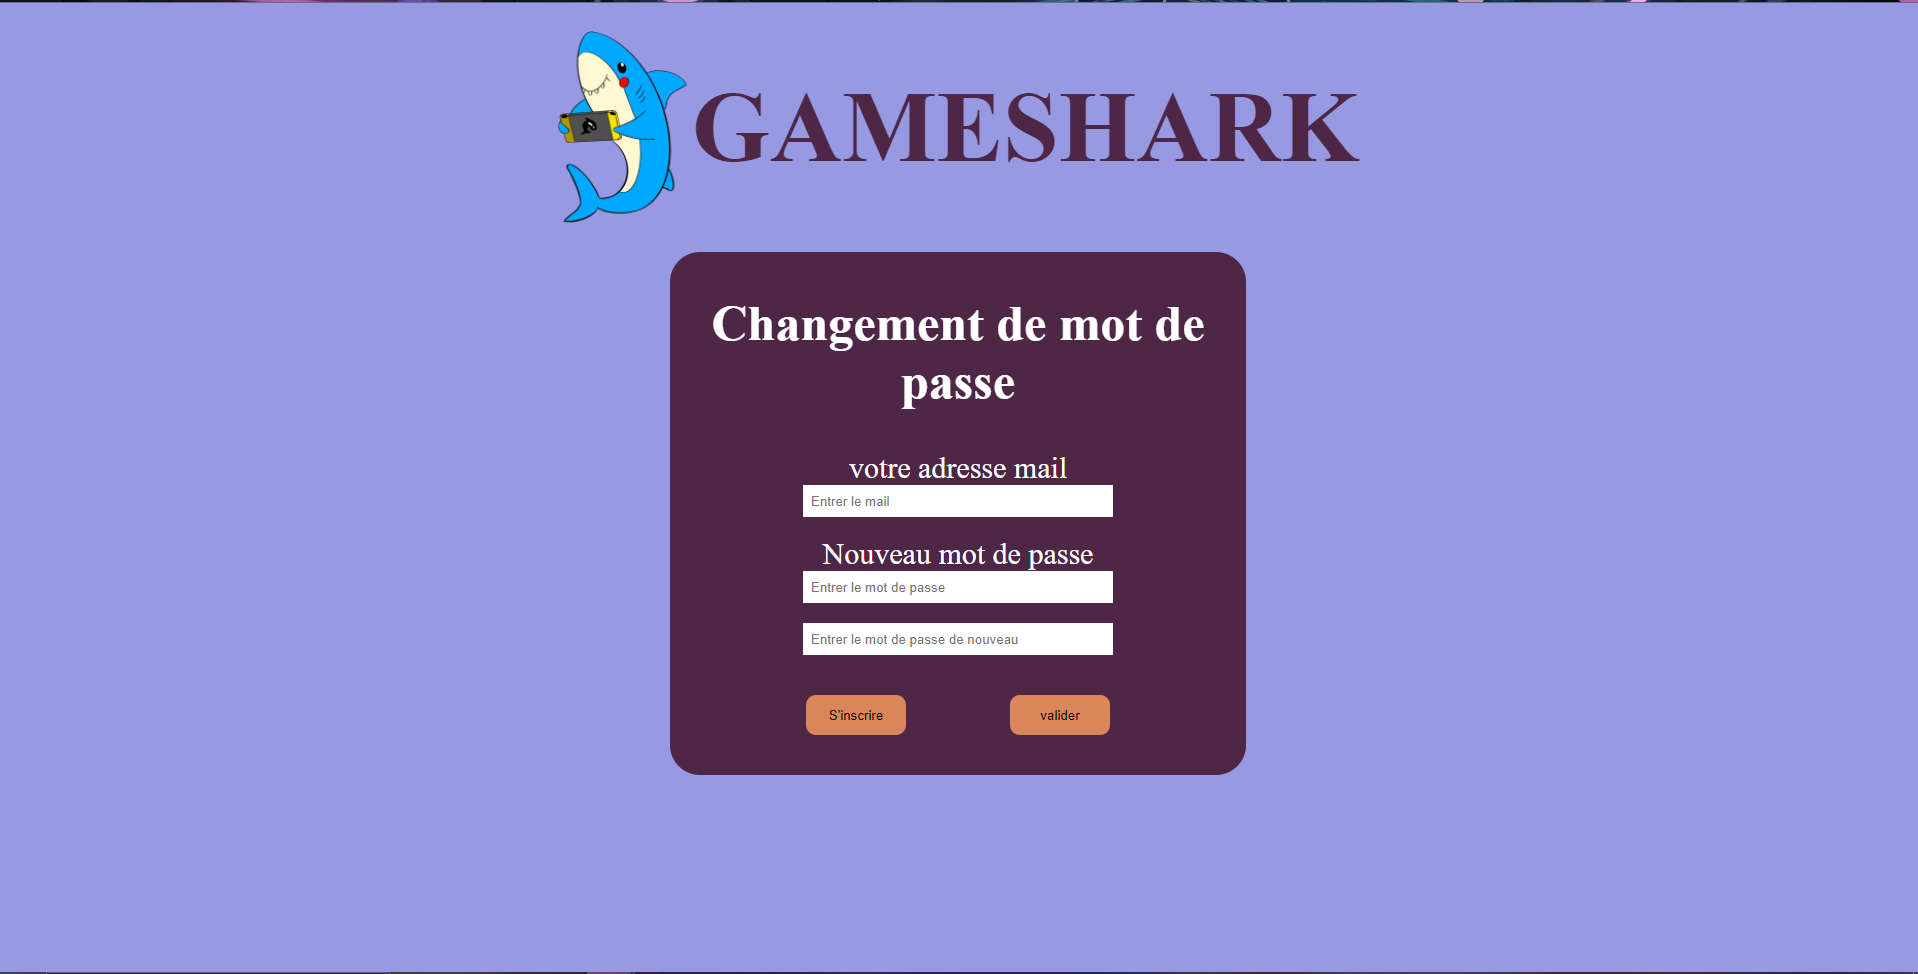 GAMESHARK
Changement de mot de
passe
votre adresse mail
Entrer le mail
Nouveau mot de passe
Entrer le mot de passe
Entrer le mot de passe de nouveau
S'inscrire
valider